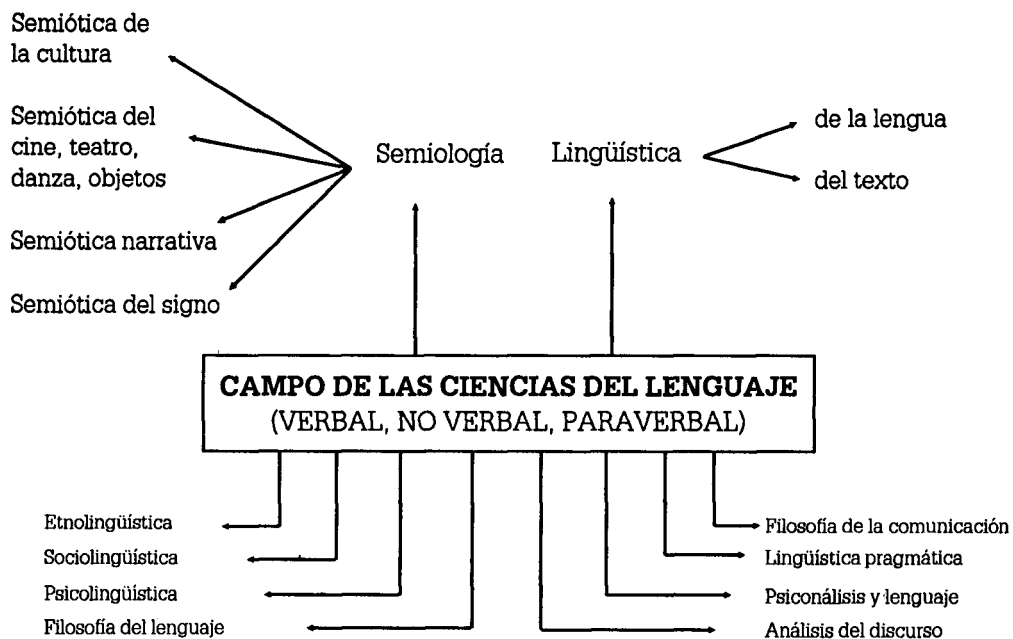 Semiótica de
la cultura
Semiótica del
cine, teatro,
danza, objetos
Semiótica narrativa
Semiótica del signo
Semiología
Lingüística
de la lengua
del texto
CAMPO DE LAS CIENCIAS DEL LENGUAJE
(VERBAL, NO VERBAL, PARAVERBAL)
Etnolingüística
Sociolingüística
Psicolingüística
Filosofía del lenguaje
Filosofía de la comunicación
Lingüística pragmática
Psiconálisis y lenguaje
Análisis del discurso